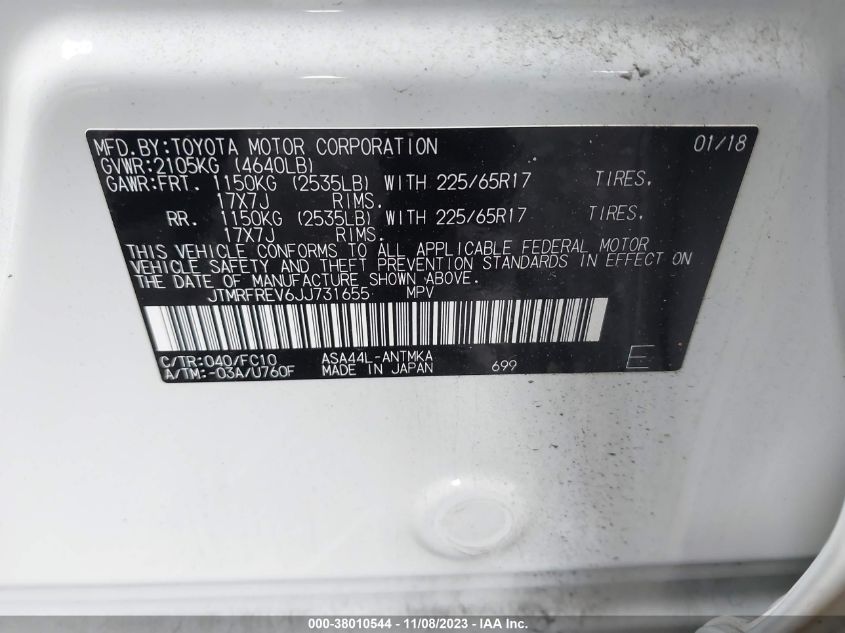 MFD.BY:TOYOTA MOTOR CORPORATION 01/18
GVWR:2105KG (4640LB)
GAWR:FRT. 1150KG (2535LB) WITH 225/65R17 TIRES,
17X7J RIMS.
RR. 1150KG (2535LB) WITH 225/65R17 TIRES,
17X7J RIMS.
THIS VEHICLE CONFORMS TO ALL APPLICABLE FEDERAL MOTOR
VEHICLE SAFETY AND THEFT PREVENTION STANDARDS IN EFFECT ON
THE DATE OF MANUFACTURE SHOWN ABOVE.
JTMRFREV6JJ731655 MPV
C/TR:040/FC10 ASA44L-ANTMKA
A/TM:-03A/U760F MADE IN JAPAN 699 E
000-38010544 - 11/08/2023 - IAA Inc.